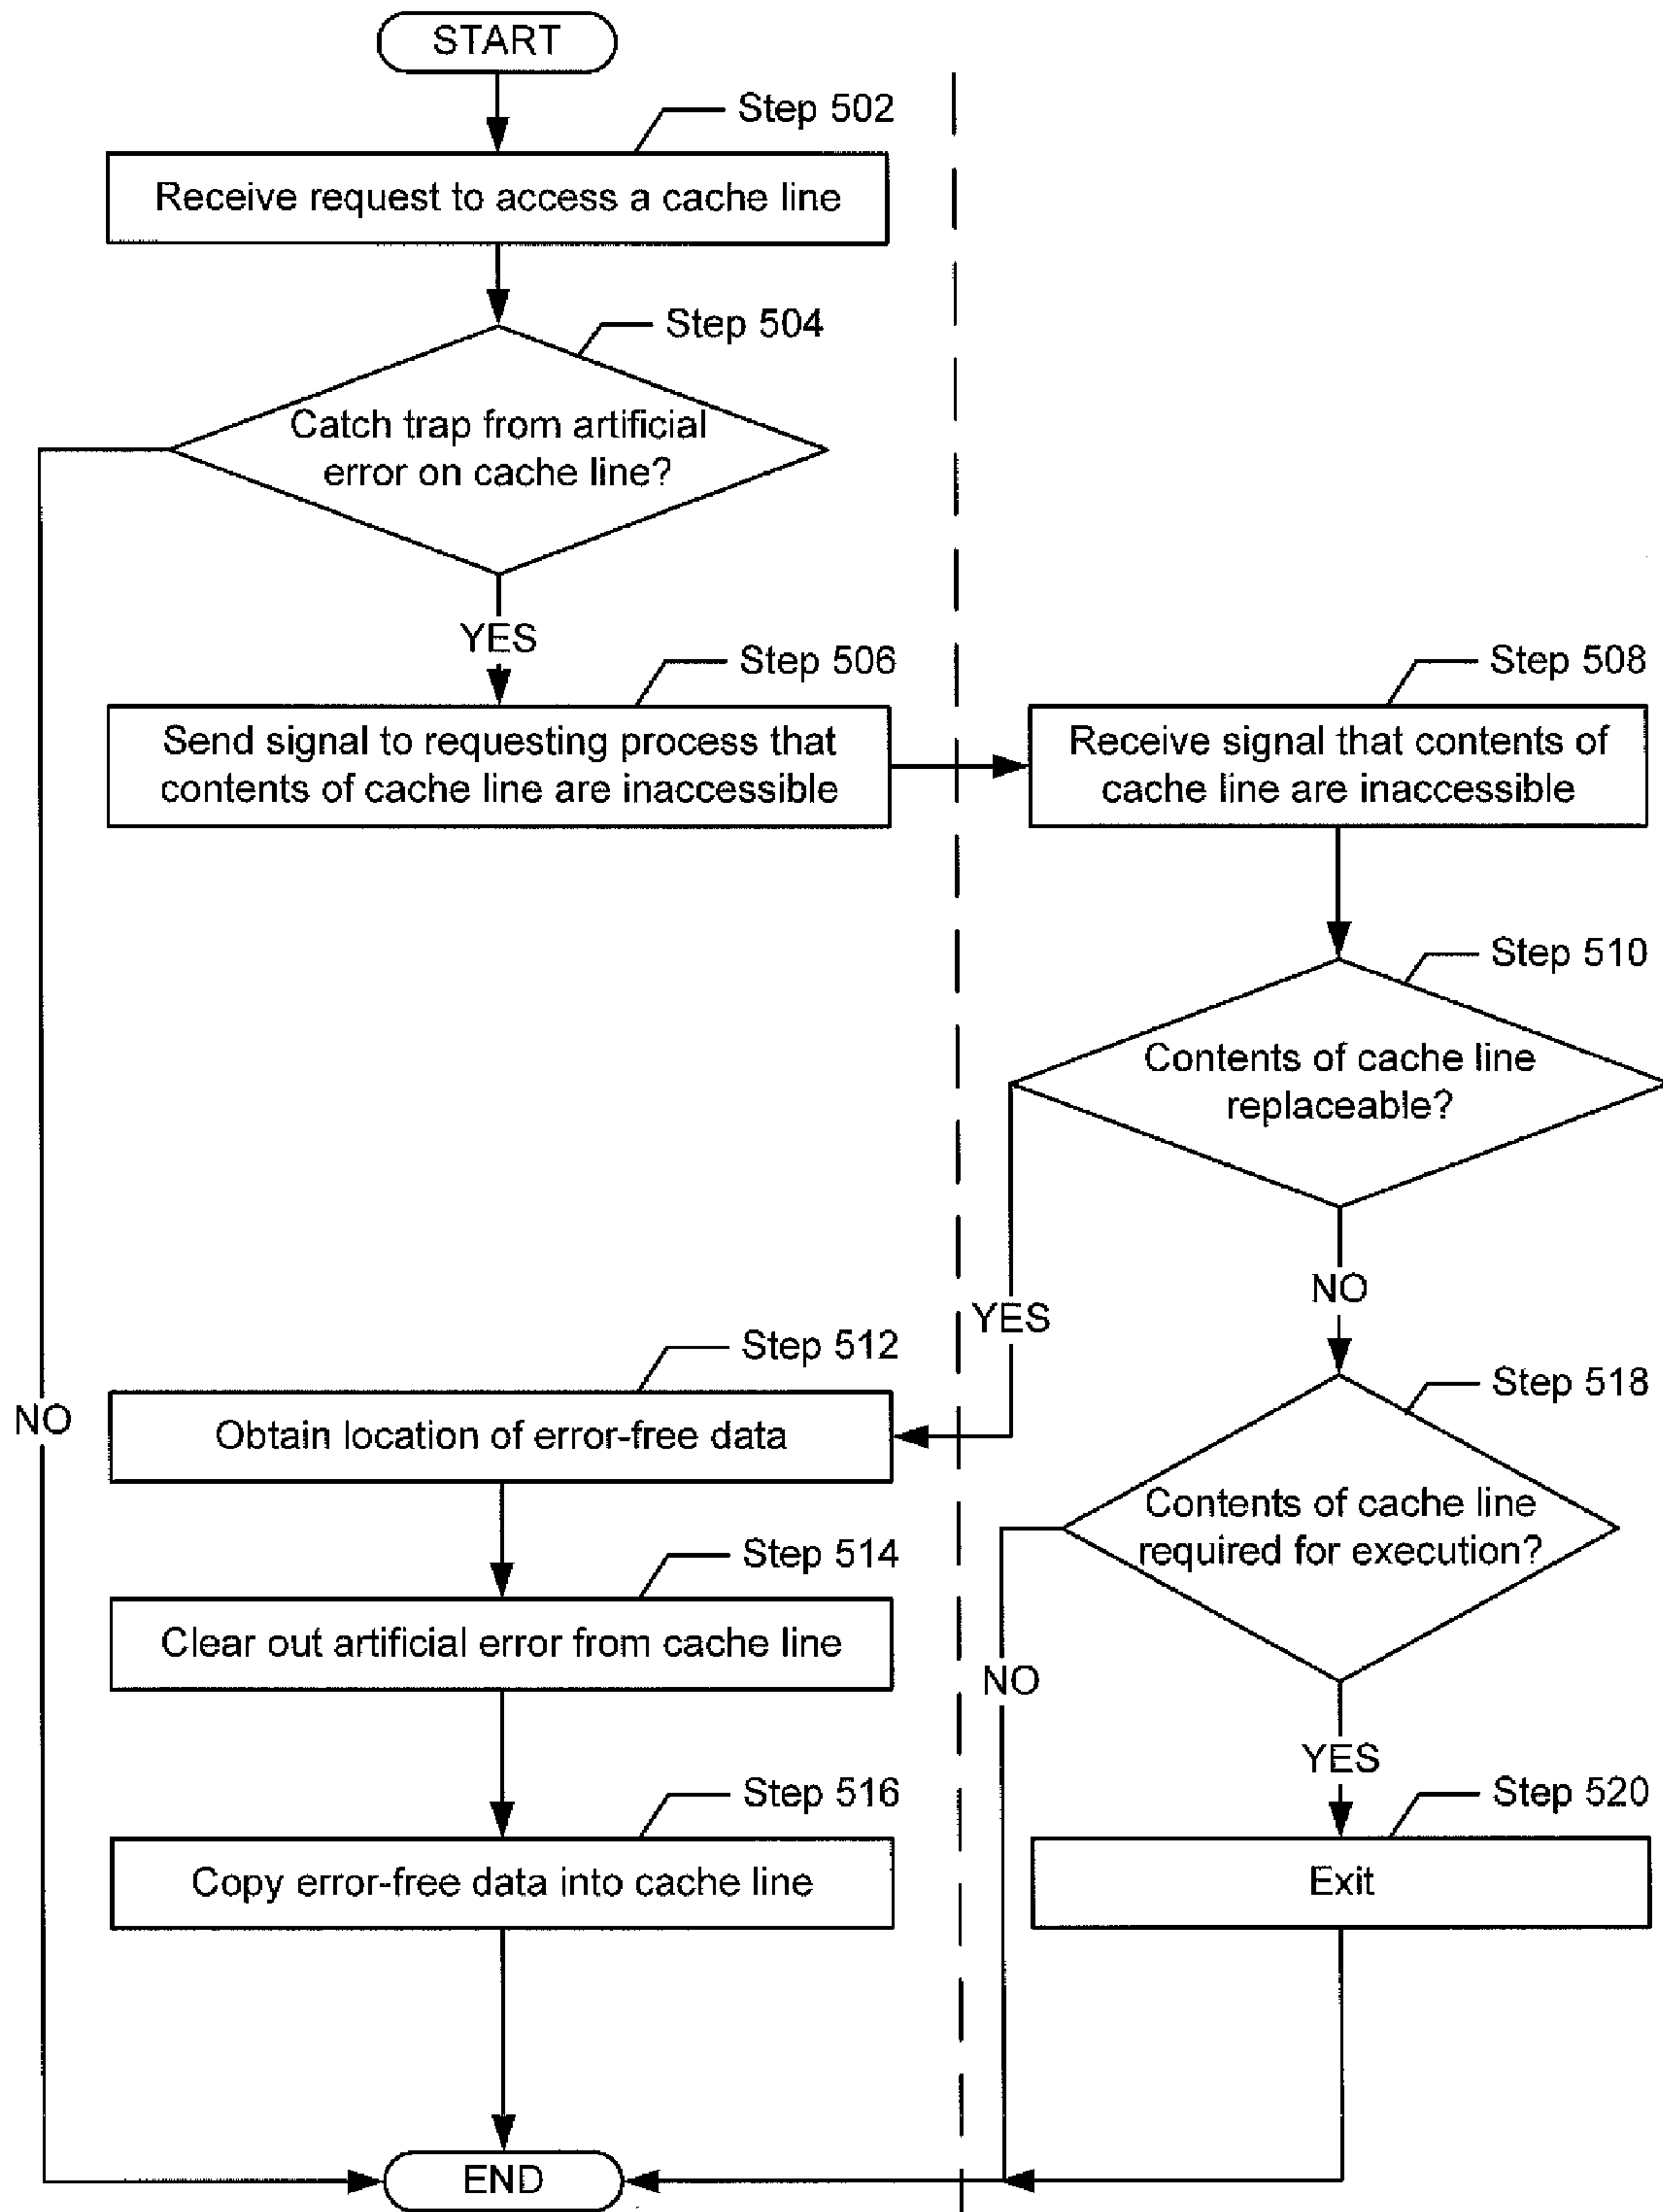 START
Step 502
Receive request to access a cache line
Step 504
Catch trap from artificial
error on cache line?
YES
Step 506
Send signal to requesting process that
contents of cache line are inaccessible
Step 508
Receive signal that contents of
cache line are inaccessible
Step 510
Contents of cache line
replaceable?
NO
YES
Step 512
Obtain location of error-free data
Step 518
Contents of cache line
required for execution?
NO
Step 514
Clear out artificial error from cache line
NO
YES
Step 516
Copy error-free data into cache line
Step 520
Exit
END